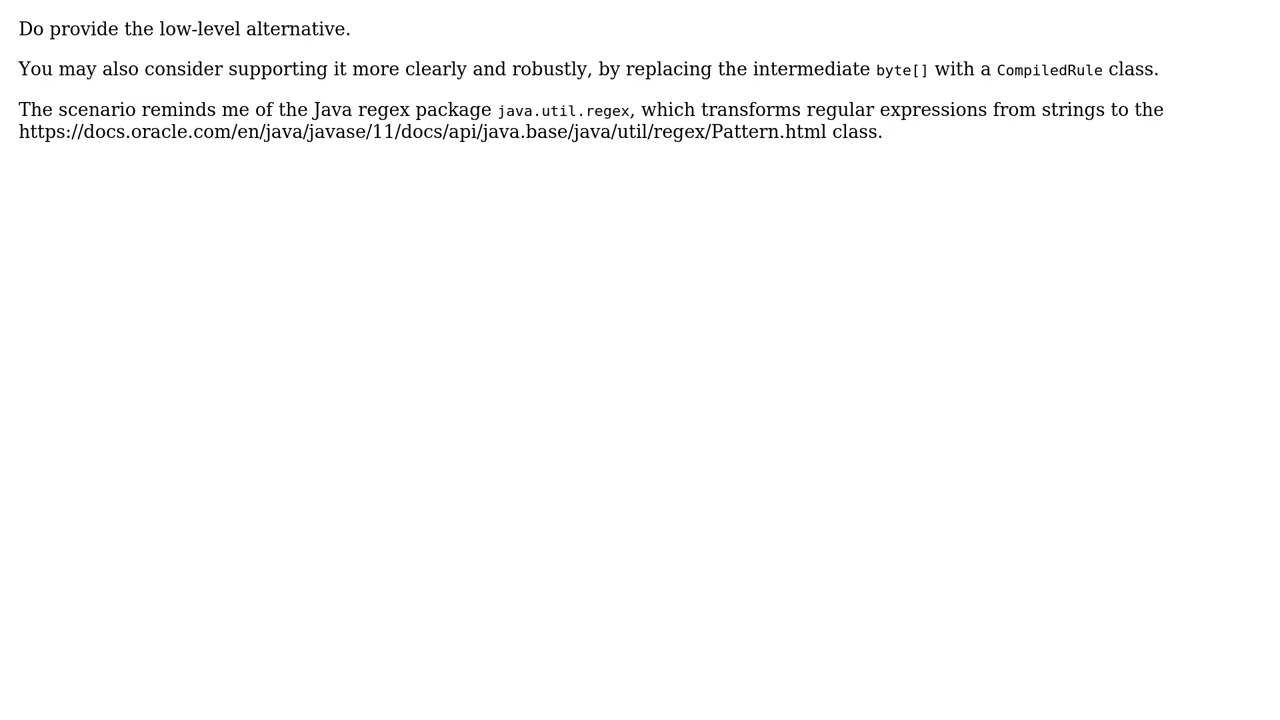 Do provide the low-level alternative.
You may also consider supporting it more clearly and robustly, by replacing the intermediate byte[] with a CompiledRule class.
The scenario reminds me of the Java regex package java.util.regex, which transforms regular expressions from strings to the
https://docs.oracle.com/en/java/javase/11/docs/api/java.base/java/util/regex/Pattern.html class.